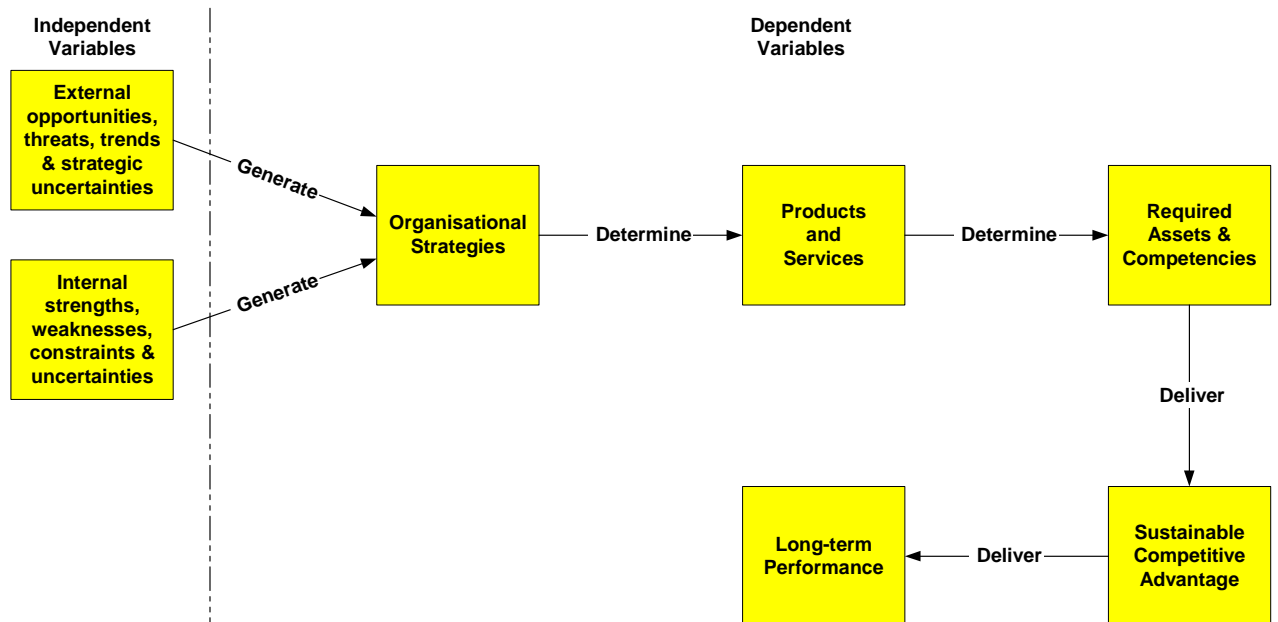 Independent
Variables
Dependent
Variables
External
opportunities,
threats, trends
& strategic
uncertainties
Generate
Internal
strengths,
weaknesses,
constraints &
uncertainties
Generate
Organisational
Strategies
Determine
Products
and
Services
Determine
Required
Assets &
Competencies
Deliver
Sustainable
Competitive
Advantage
Deliver
Long-term
Performance